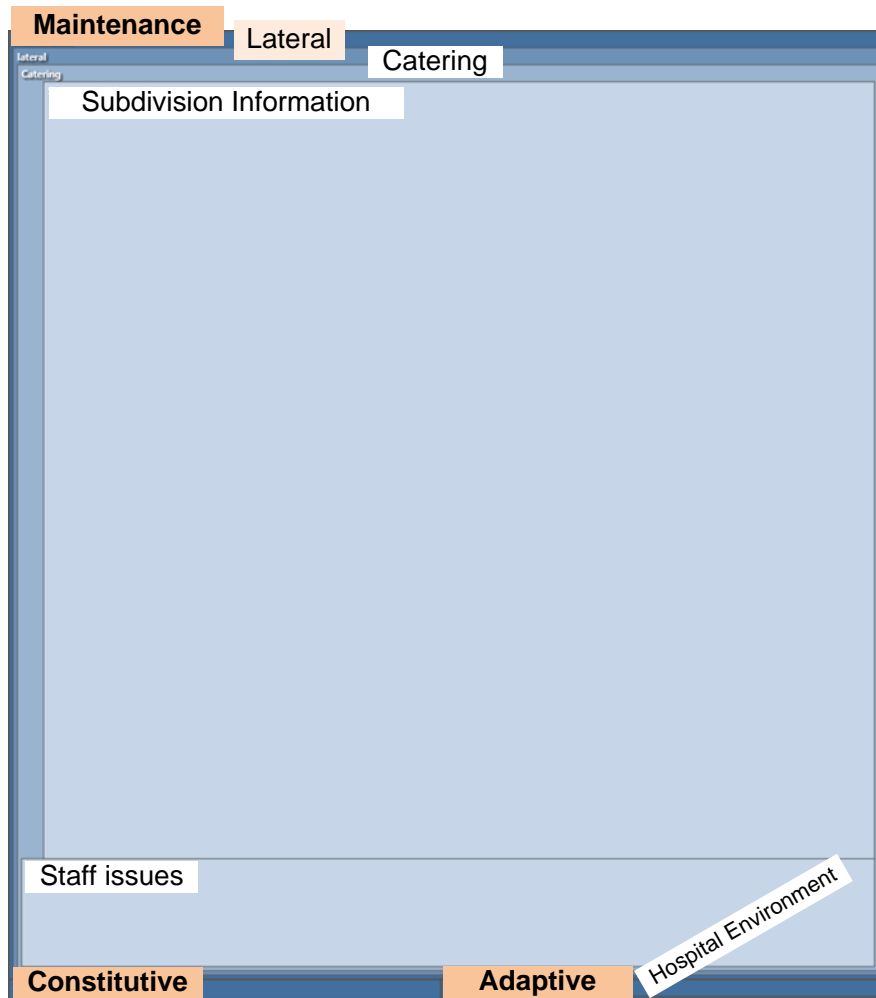 Maintenance
Lateral
lateral
Catering
Catering
Subdivision Information
Staff issues
Hospital Environment
Constitutive
Adaptive